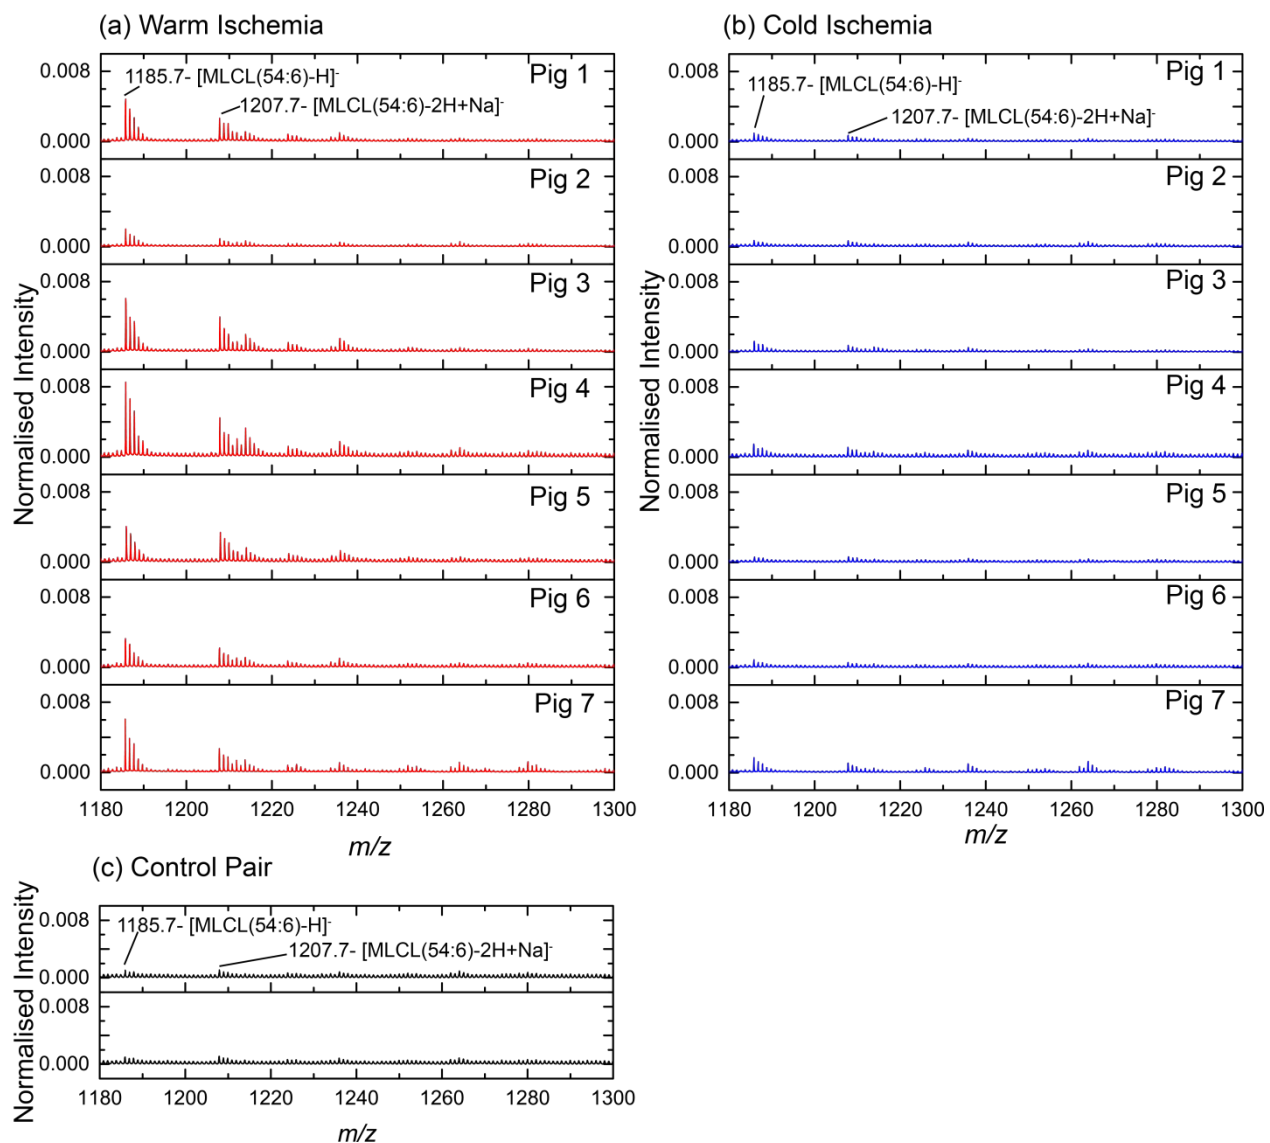 (a) Warm Ischemia
0.008
1185.7- [MLCL(54:6)-H]-
Pig 1
1207.7- [MLCL(54:6)-2H+Na]-
0.000
0.008
Pig 2
0.000
0.008
Pig 3
0.000
0.008
Pig 4
0.000
0.008
Pig 5
0.000
0.008
Pig 6
0.000
0.008
Pig 7
0.000
Normalised Intensity
Normalised Intensity
1180 1200 1220 1240 1260 1280 1300
m/z
(b) Cold Ischemia
0.008
Pig 1
1185.7- [MLCL(54:6)-H]-
1207.7- [MLCL(54:6)-2H+Na]-
0.000
0.008
Pig 2
0.000
0.008
Pig 3
0.000
0.008
Pig 4
0.000
0.008
Pig 5
0.000
0.008
Pig 6
0.000
0.008
Pig 7
0.000
Normalised Intensity
1180 1200 1220 1240 1260 1280 1300
m/z
(c) Control Pair
0.008
1185.7- [MLCL(54:6)-H]-
1207.7- [MLCL(54:6)-2H+Na]-
0.000
0.008
0.000
1180 1200 1220 1240 1260 1280 1300
m/z